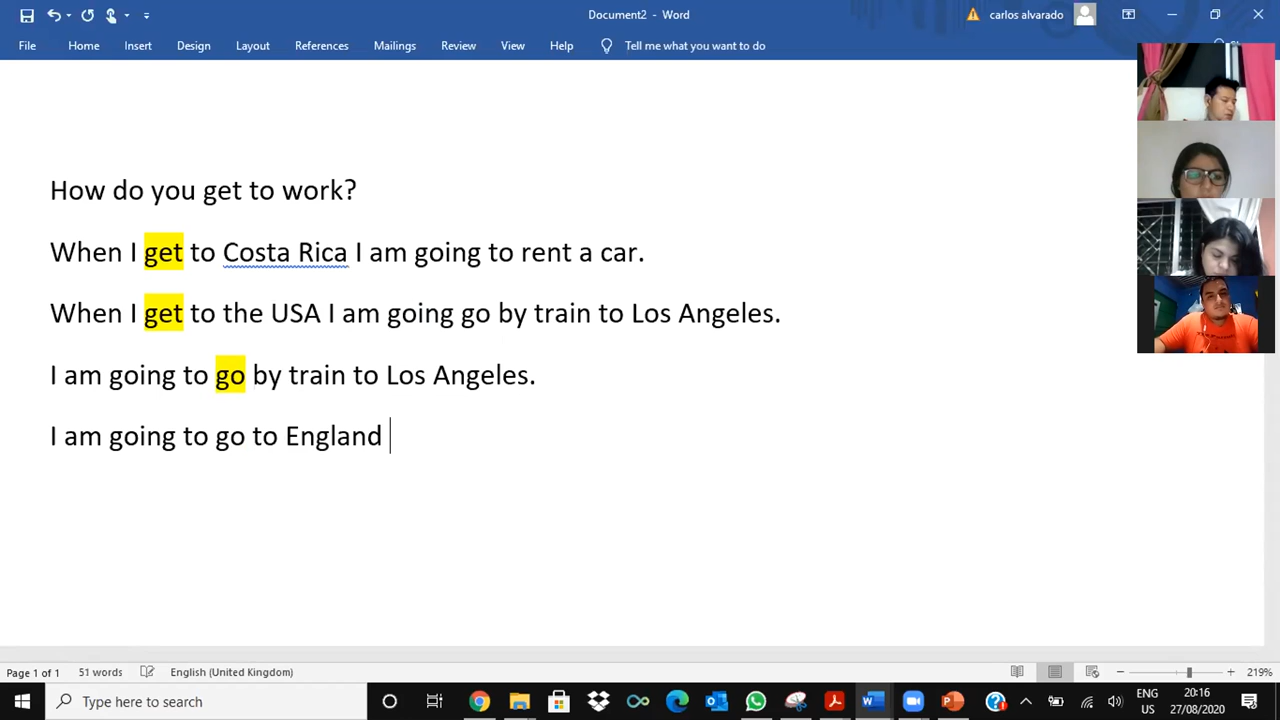 Document2 - Word
carlos alvarado
File Home Insert Design Layout References Mailings Review View Help Tell me what you want to do
How do you get to work?
When I get to Costa Rica I am going to rent a car.
When I get to the USA I am going go by train to Los Angeles.
I am going to go by train to Los Angeles.
I am going to go to England
Page 1 of 1 51 words English (United Kingdom) 219%
Type here to search
ENG
US
20:16
27/08/2020